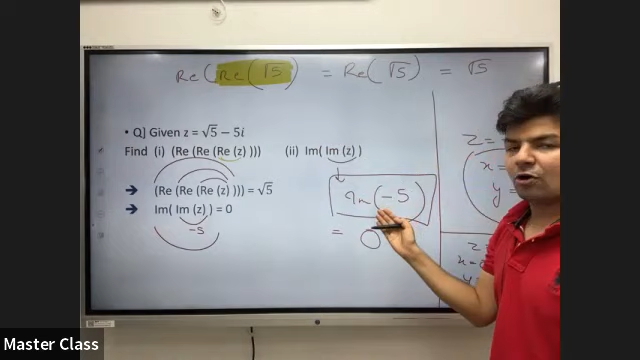 Re(Re(√5)) = Re(√5) = √5
• Q] Given z = √5 – 5i
Find (i) (Re (Re (Re (z)))) (ii) Im( Im (z) )
➔ (Re (Re (Re (z) ))) = √5
➔ Im( Im (z) ) = 0
-5
Im(-5)
= 0
z =
x =
y =
z =
x =
y
Master Class